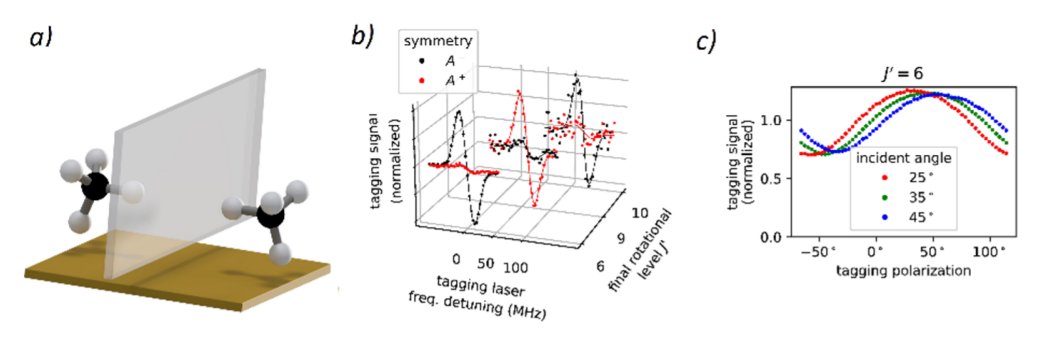 a)
b)
symmetry
A
A⁺
tagging signal
(normalized)
0 50 100
tagging laser
freq. detuning (MHz)
6
9
10
final rotational
level J'
c)
J' = 6
tagging signal
(normalized)
1.0
0.5
0.0
incident angle
25°
35°
45°
−50° 0° 50° 100°
tagging polarization